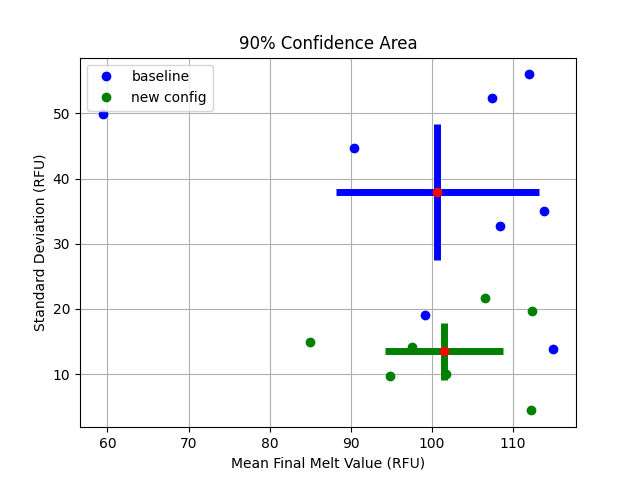 90% Confidence Area
baseline
new config
Standard Deviation (RFU)
50
40
30
20
10
60 70 80 90 100 110
Mean Final Melt Value (RFU)